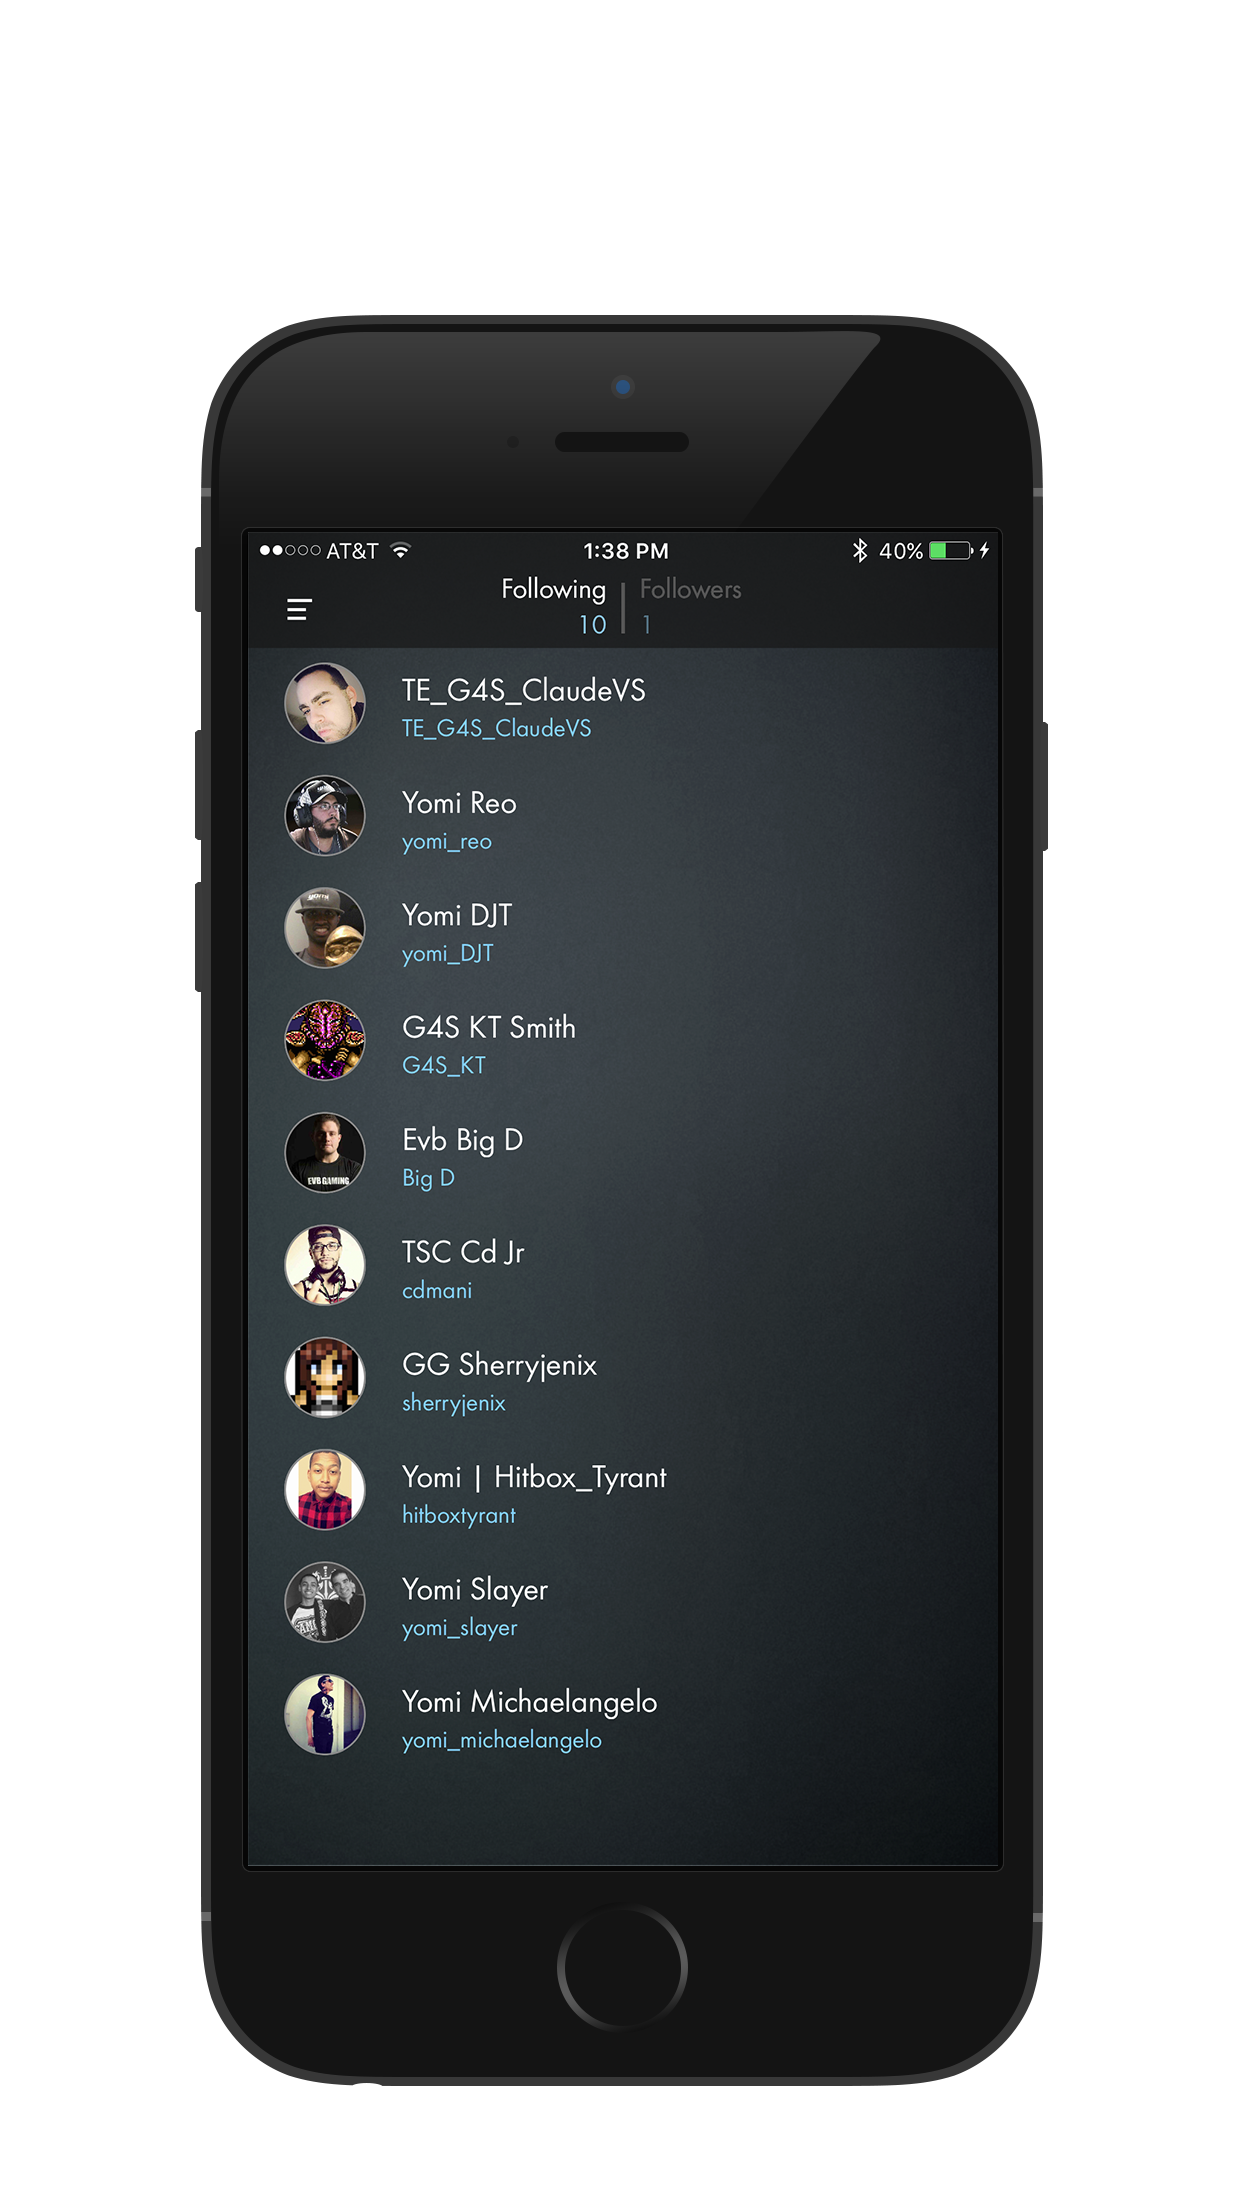 AT&T 1:38 PM 40%
Following Followers
10 1
TE_G4S_ClaudeVS
TE_G4S_ClaudeVS
Yomi Reo
yomi_reo
yomi
Yomi DJT
yomi_DJT
G4S KT Smith
G4S_KT
Evb Big D
Big D
EVB GAMING
TSC Cd Jr
cdmani
GG Sherryjenix
sherryjenix
Yomi | Hitbox_Tyrant
hitboxtyrant
Yomi Slayer
yomi_slayer
Yomi Michaelangelo
yomi_michaelangelo